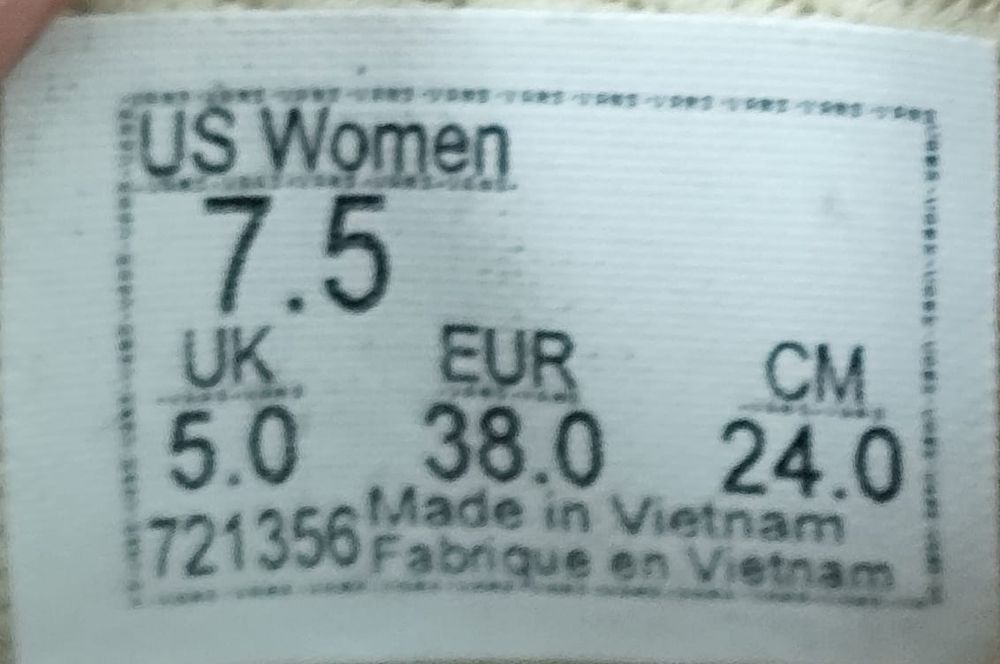 US Women
7.5
UK EUR CM
5.0 38.0 24.0
721356 Made in Vietnam
Fabrique en Vietnam